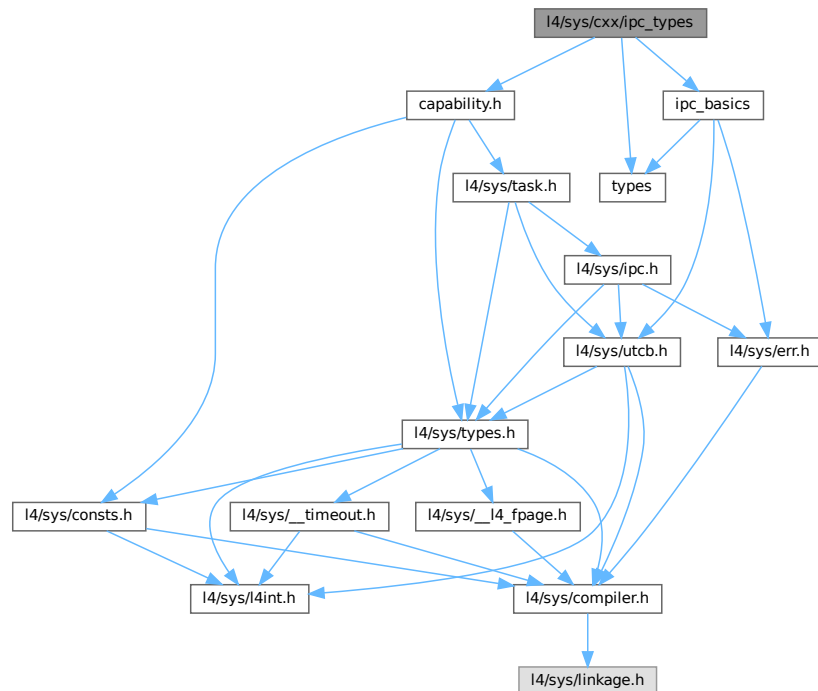 l4/sys/cxx/ipc_types
capability.h
ipc_basics
l4/sys/task.h
types
l4/sys/ipc.h
l4/sys/utcb.h
l4/sys/err.h
l4/sys/types.h
l4/sys/consts.h
l4/sys/__timeout.h
l4/sys/__l4_fpage.h
l4/sys/l4int.h
l4/sys/compiler.h
l4/sys/linkage.h